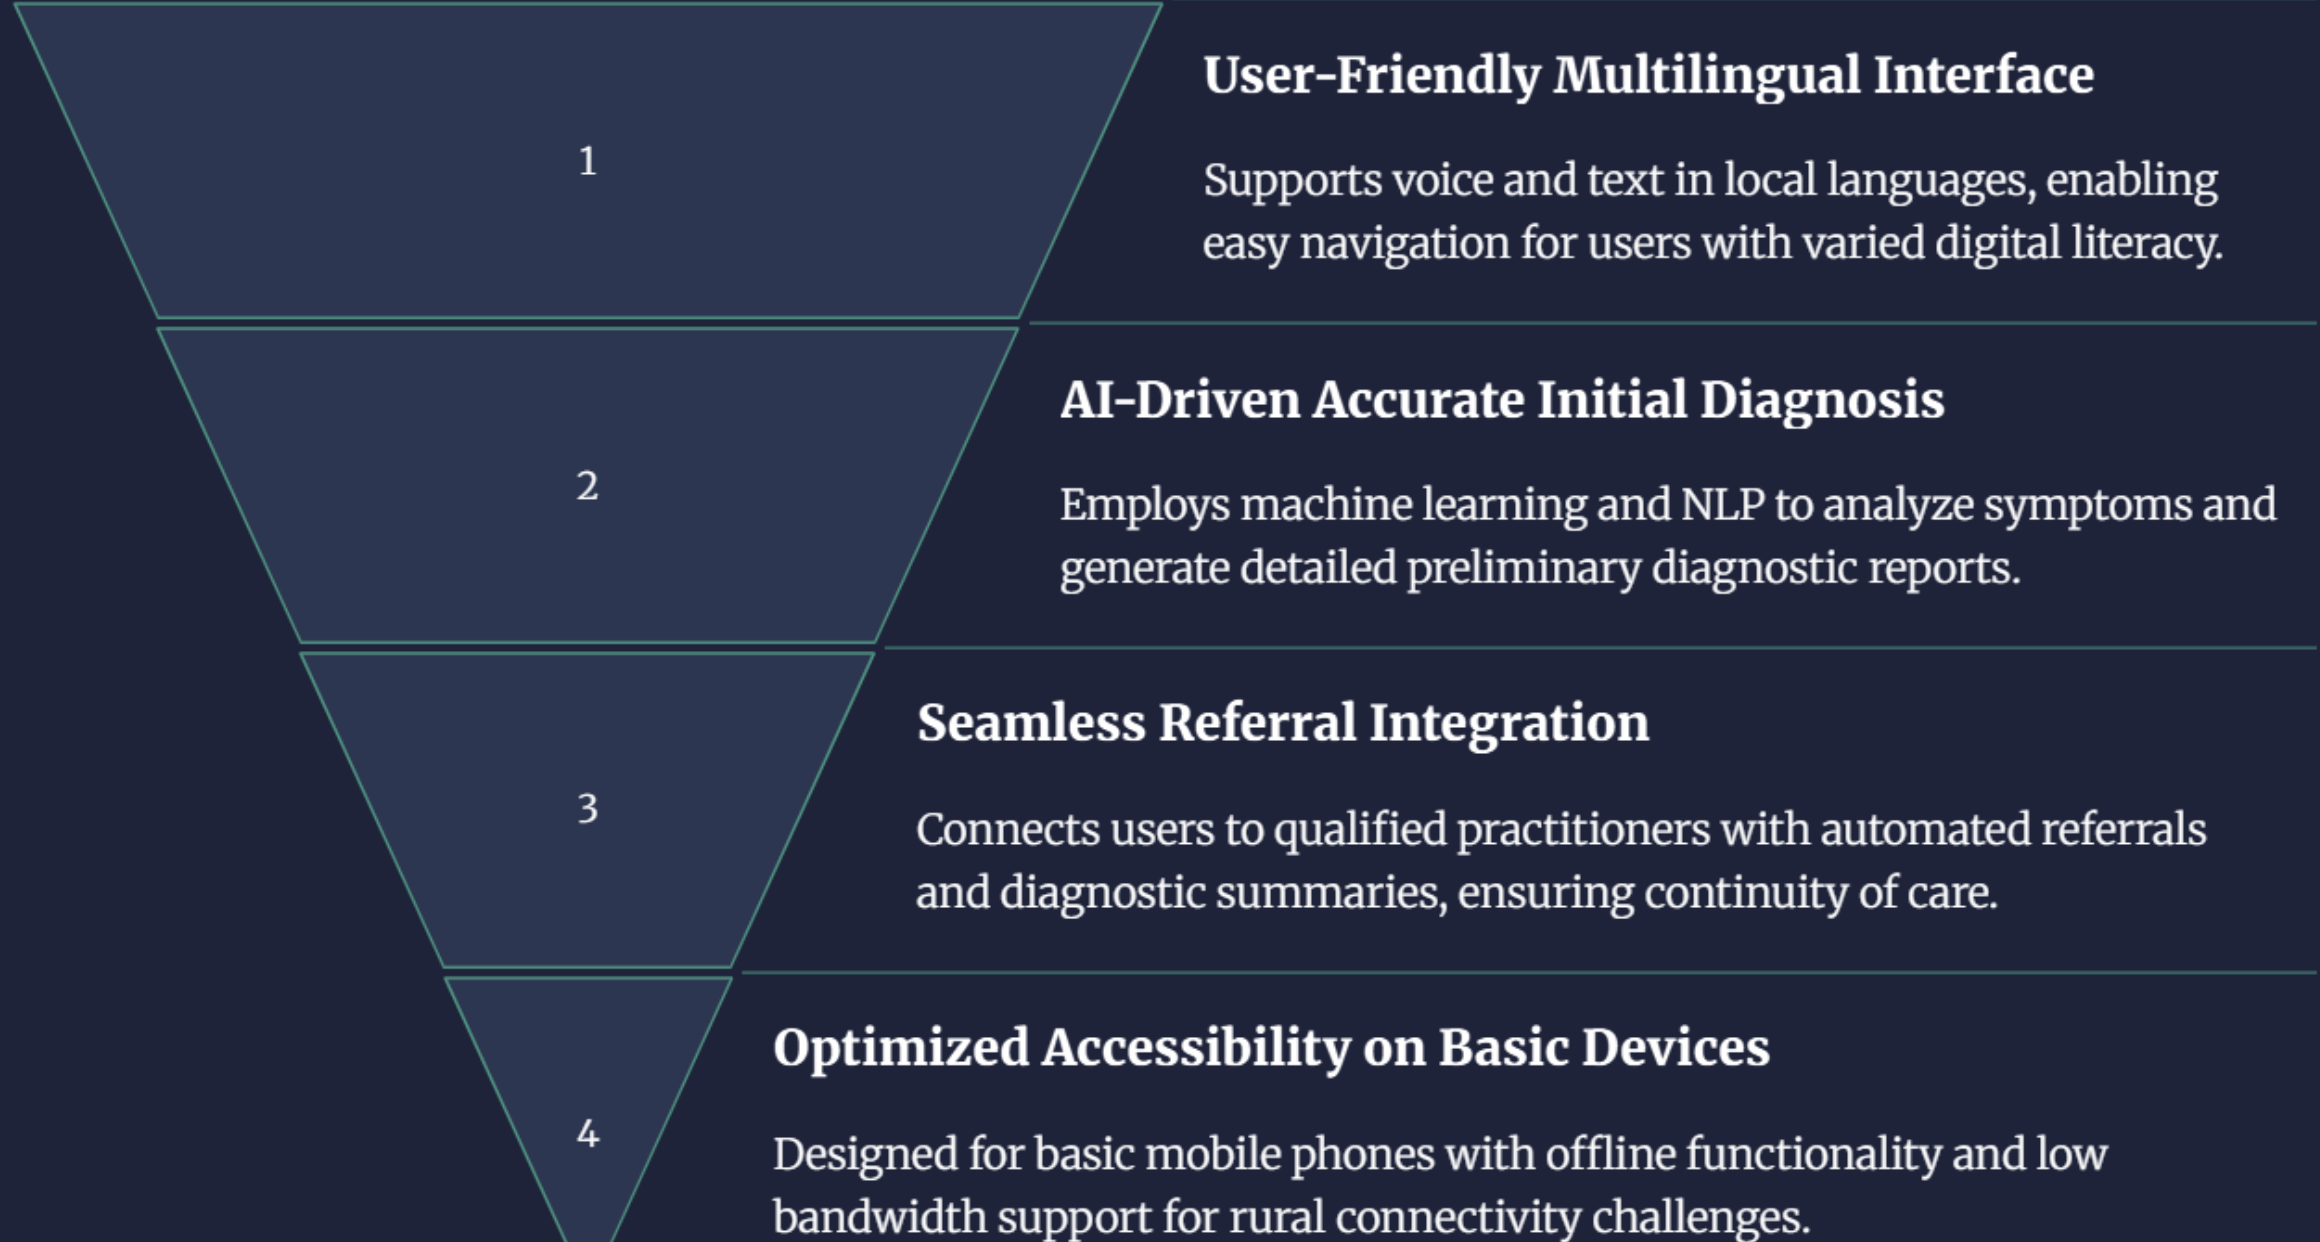 1
User-Friendly Multilingual Interface
Supports voice and text in local languages, enabling
easy navigation for users with varied digital literacy.
2
AI-Driven Accurate Initial Diagnosis
Employs machine learning and NLP to analyze symptoms and
generate detailed preliminary diagnostic reports.
3
Seamless Referral Integration
Connects users to qualified practitioners with automated referrals
and diagnostic summaries, ensuring continuity of care.
4
Optimized Accessibility on Basic Devices
Designed for basic mobile phones with offline functionality and low
bandwidth support for rural connectivity challenges.